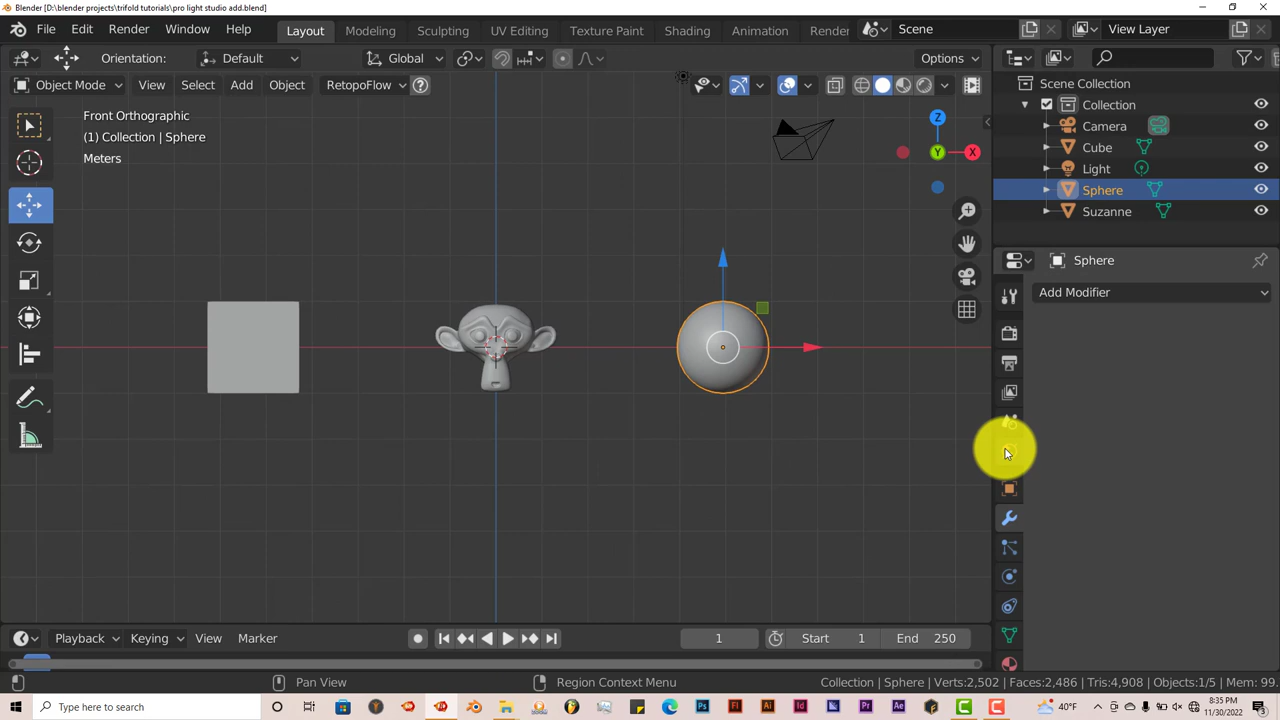 Blender [D:\blender projects\trifold tutorials\pro light studio add.blend]
File Edit Render Window Help Layout Modeling Sculpting UV Editing Texture Paint Shading Animation Render Scene View Layer
Orientation: Default Global Options
Object Mode View Select Add Object RetopoFlow
Front Orthographic
(1) Collection | Sphere
Meters
Z
Y
X
Scene Collection
Collection
Camera
Cube
Light
Sphere
Suzanne
Sphere
Add Modifier
Playback Keying View Marker 1 Start 1 End 250
Pan View Region Context Menu Collection | Sphere | Verts:2,502 | Faces:2,486 | Tris:4,908 | Objects:1/5 | Mem: 99.
Type here to search 40°F 8:35 PM
11/30/2022